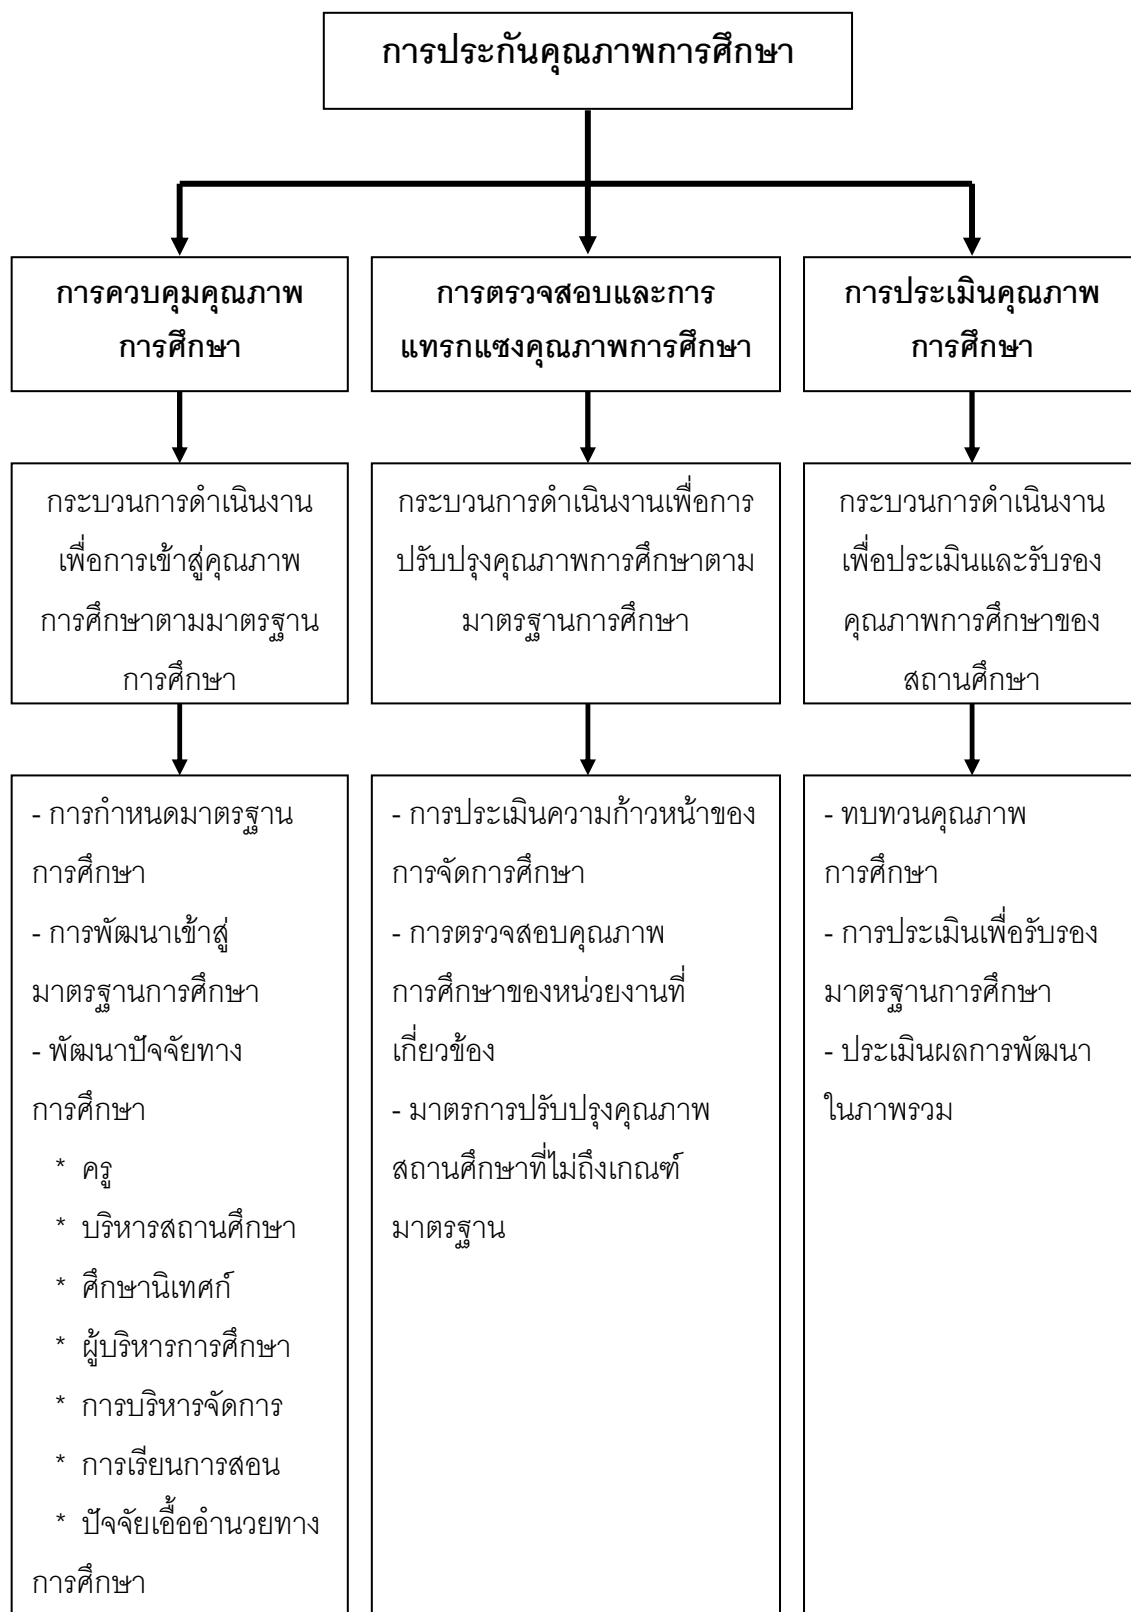 การประกันคุณภาพการศึกษา
การควบคุมคุณภาพ
การศึกษา
การตรวจสอบและการ
แทรกแซงคุณภาพการศึกษา
การประเมินคุณภาพ
การศึกษา
กระบวนการดำเนินงาน
เพื่อการเข้าสู่คุณภาพ
การศึกษาตามมาตรฐาน
การศึกษา
กระบวนการดำเนินงานเพื่อการ
ปรับปรุงคุณภาพการศึกษาตาม
มาตรฐานการศึกษา
กระบวนการดำเนินงาน
เพื่อประเมินและรับรอง
คุณภาพการศึกษาของ
สถานศึกษา
- การกำหนดมาตรฐาน
การศึกษา
- การพัฒนาเข้าสู่
มาตรฐานการศึกษา
- พัฒนาปัจจัยทาง
การศึกษา
* ครู
* บริหารสถานศึกษา
* ศึกษานิเทศก์
* ผู้บริหารการศึกษา
* การบริหารจัดการ
* การเรียนการสอน
* ปัจจัยเอื้ออำนวยทาง
การศึกษา
- การประเมินความก้าวหน้าของ
การจัดการศึกษา
- การตรวจสอบคุณภาพ
การศึกษาของหน่วยงานที่
เกี่ยวข้อง
- มาตรการปรับปรุงคุณภาพ
สถานศึกษาที่ไม่ถึงเกณฑ์
มาตรฐาน
- ทบทวนคุณภาพ
การศึกษา
- การประเมินเพื่อรับรอง
มาตรฐานการศึกษา
- ประเมินผลการพัฒนา
ในภาพรวม